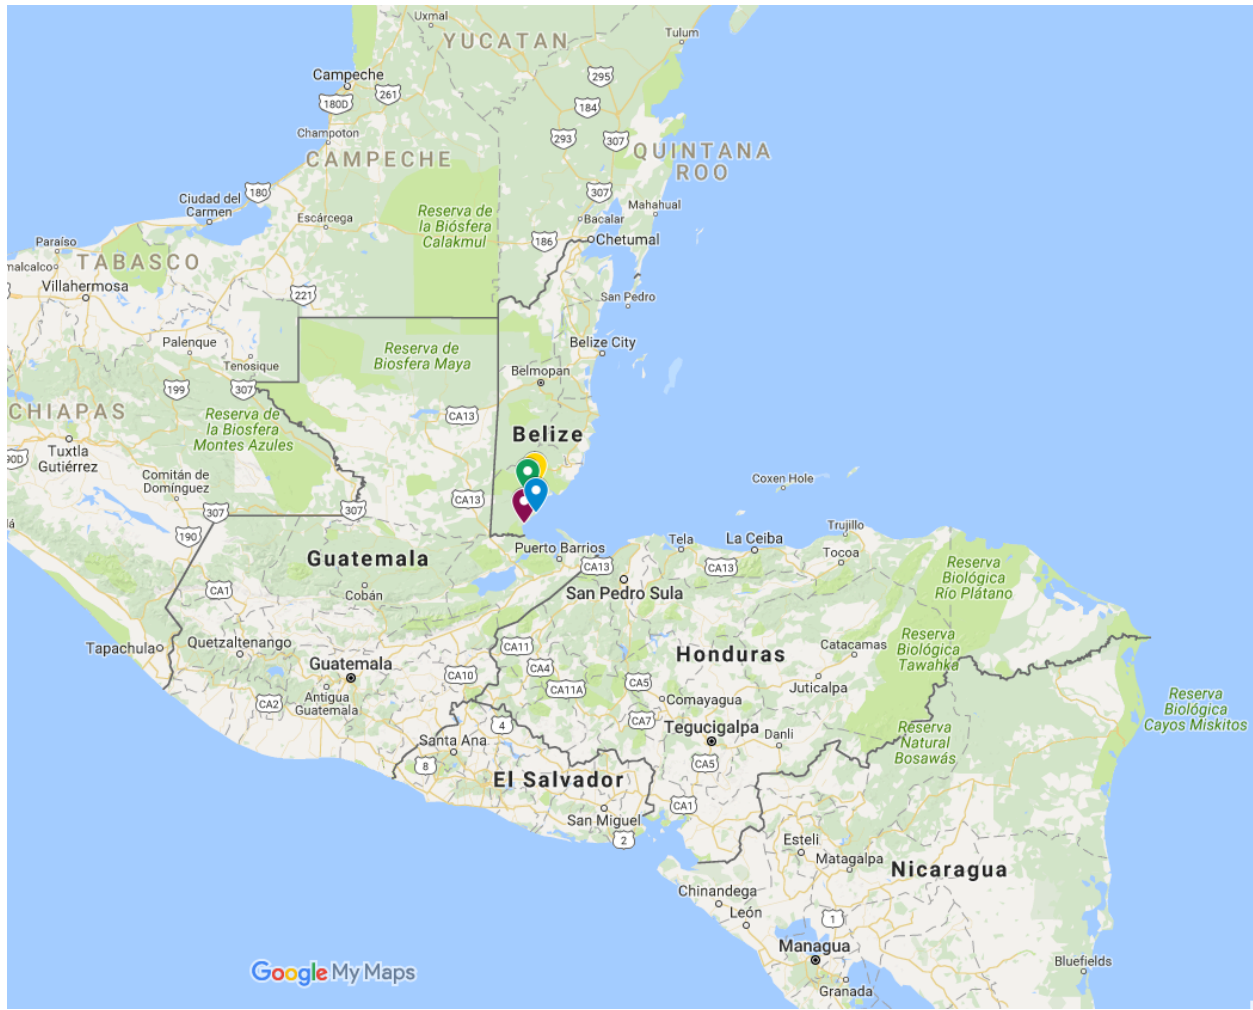 Uxmal
YUCATAN
Tulum
Campeche
295
261
180D
184
Champoton
293
307
CAMPECHE
QUINTANA
ROO
180
307
Ciudad del
Carmen
Mahahual
Reserva de
la Biósfera
Calakmul
Escárcega
Bacalar
Paraíso
186
Chetumal
TABASCO
malcalco
Villahermosa
221
San Pedro
Palenque
Reserva de
Biosfera Maya
Belize City
Tenosique
Belmopan
199
307
CHIAPAS
Reserva de
la Biosfera
Montes Azules
CA13
Belize
Tuxtla
Gutiérrez
90D
Comitán de
Domínguez
Coxen Hole
CA13
307
307
190
Trujillo
Guatemala
Puerto Barrios
Tela
La Ceiba
Tocoa
CA13
CA13
Reserva
Biológica
Río Plátano
CA1
Cobán
San Pedro Sula
Tapachula
Quetzaltenango
CA11
Catacamas
Reserva
Biológica
Tawahka
Honduras
Guatemala
CA4
CA10
CA11A
CA5
Juticalpa
Antigua
Guatemala
CA2
Comayagua
Reserva
Biológica
Cayos Miskitos
4
CA7
Tegucigalpa
Danli
Reserva
Natural
Bosawás
Santa Ana
8
CA5
El Salvador
San Miguel
CA1
2
Esteli
Matagalpa
Nicaragua
Chinandega
León
1
Managua
Granada
Bluefields
Google My Maps